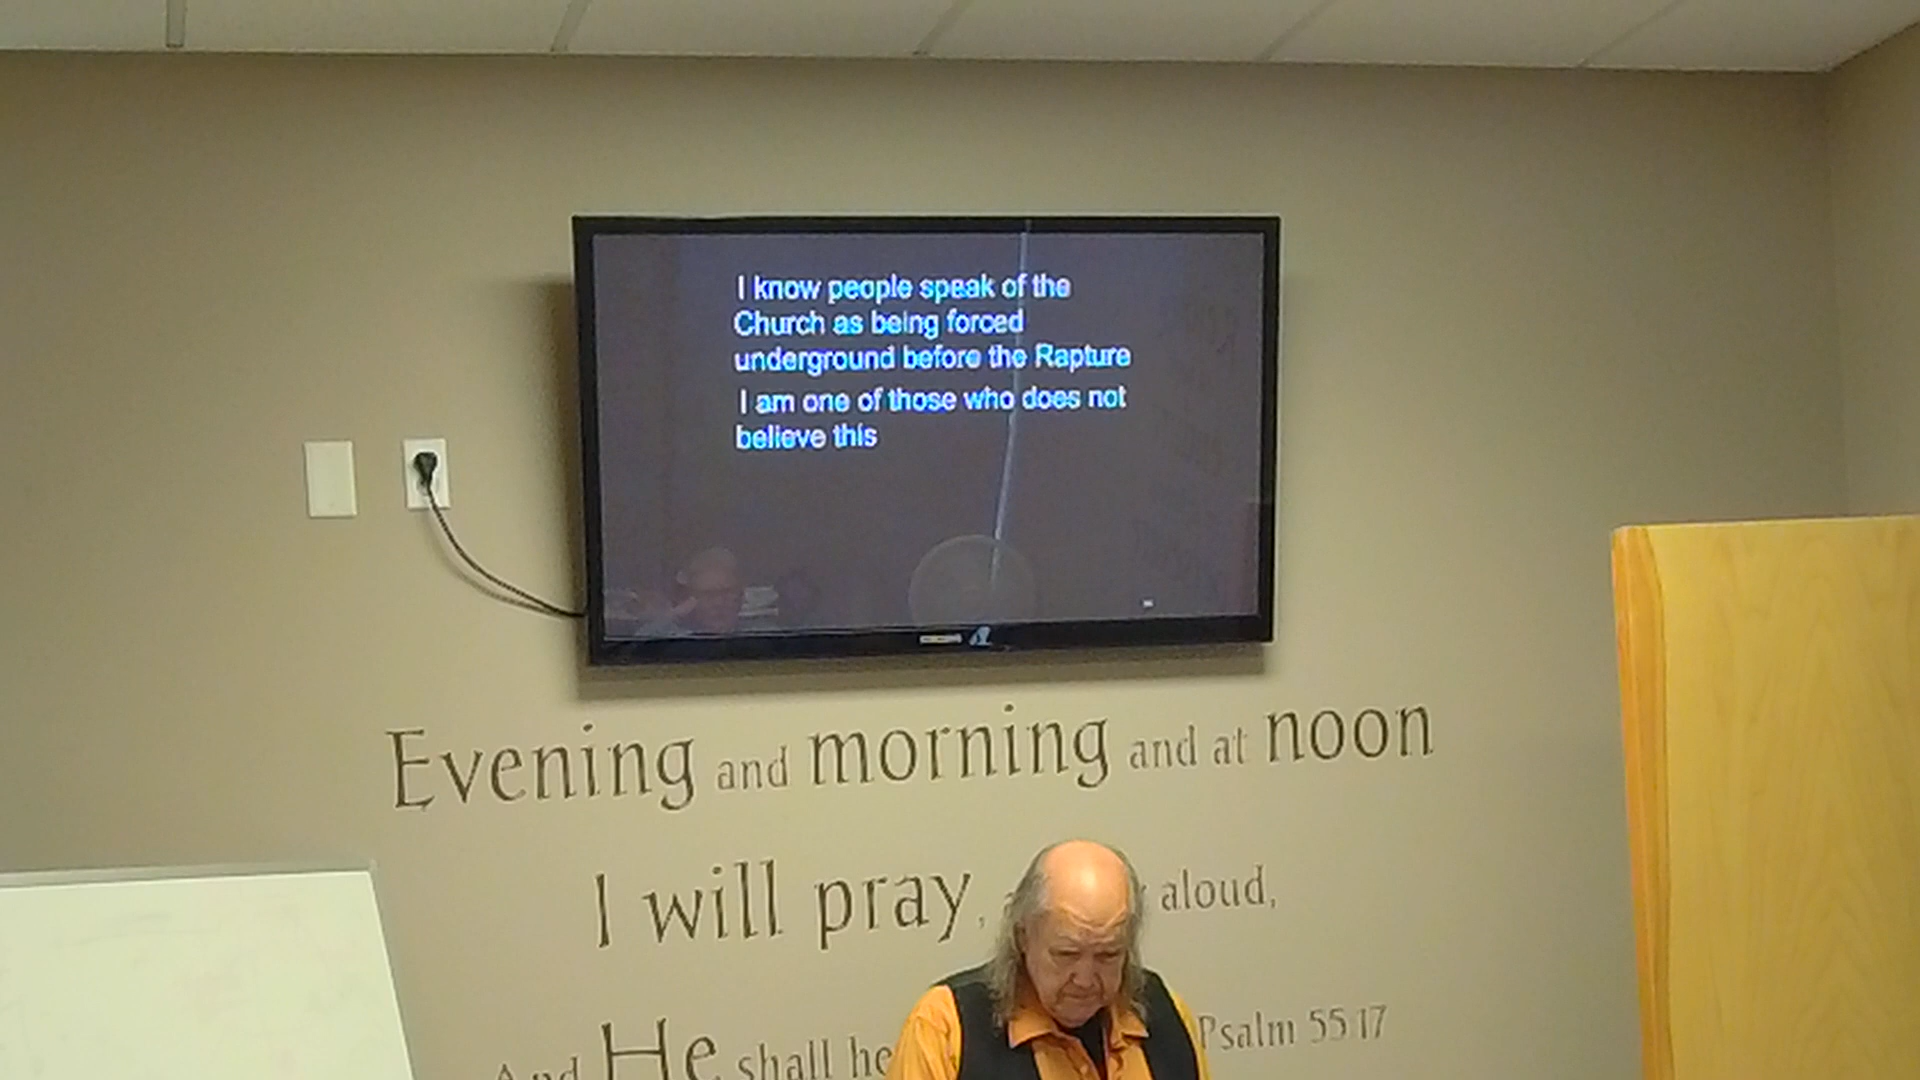 I know people speak of the
Church as being forced
underground before the Rapture
I am one of those who does not
believe this
Evening and morning and at noon
I will pray, aloud,
And He shall Psalm 55 17